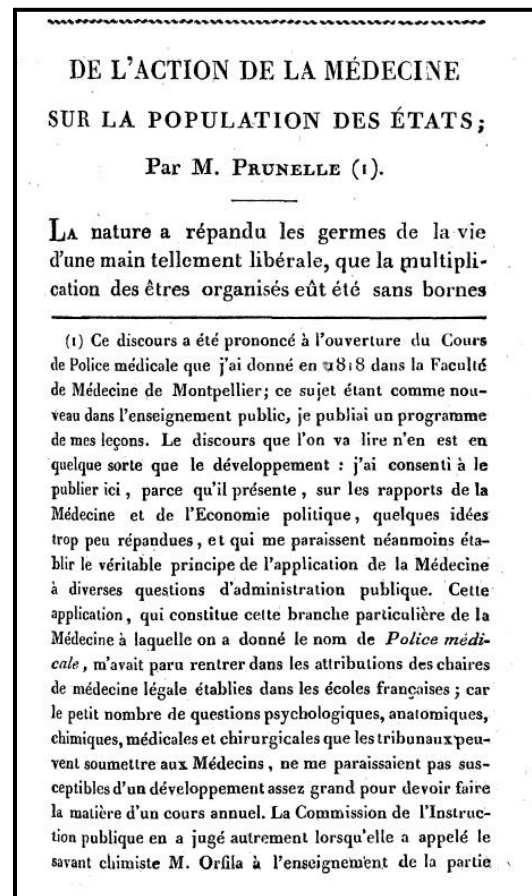 DE L'ACTION DE LA MÉDECINE
SUR LA POPULATION DES ÉTATS;
Par M. PRUNELLE (1).
LA nature a répandu les germes de la vie
d'une main tellement libérale, que la multipli-
cation des êtres organisés eût été sans bornes
(1) Ce discours a été prononcé à l'ouverture du Cours
de Police médicale que j'ai donné en 1818 dans la Faculté
de Médecine de Montpellier; ce sujet étant comme nou-
veau dans l'enseignement public, je publiai un programme
de mes leçons. Le discours que l'on va lire n'en est en
quelque sorte que le développement : j'ai consenti à le
publier ici, parce qu'il présente, sur les rapports de la
Médecine et de l'Economie politique, quelques idées
trop peu répandues, et qui me paraissent néanmoins éta-
blir le véritable principe de l'application de la Médecine
à diverses questions d'administration publique. Cette
application, qui constitue cette branche particulière de la
Médecine à laquelle on a donné le nom de Police médi-
cale, m'avait paru rentrer dans les attributions des chaires
de médecine légale établies dans les écoles françaises; car
le petit nombre de questions psychologiques, anatomiques,
chimiques, médicales et chirurgicales que les tribunaux peu-
vent soumettre aux Médecins, ne me paraissaient pas sus-
ceptibles d'un développement assez grand pour devoir faire
la matière d'un cours annuel. La Commission de l'Instruc-
tion publique en a jugé autrement lorsqu'elle a appelé le
savant chimiste M. Orfila à l'enseignement de la partie